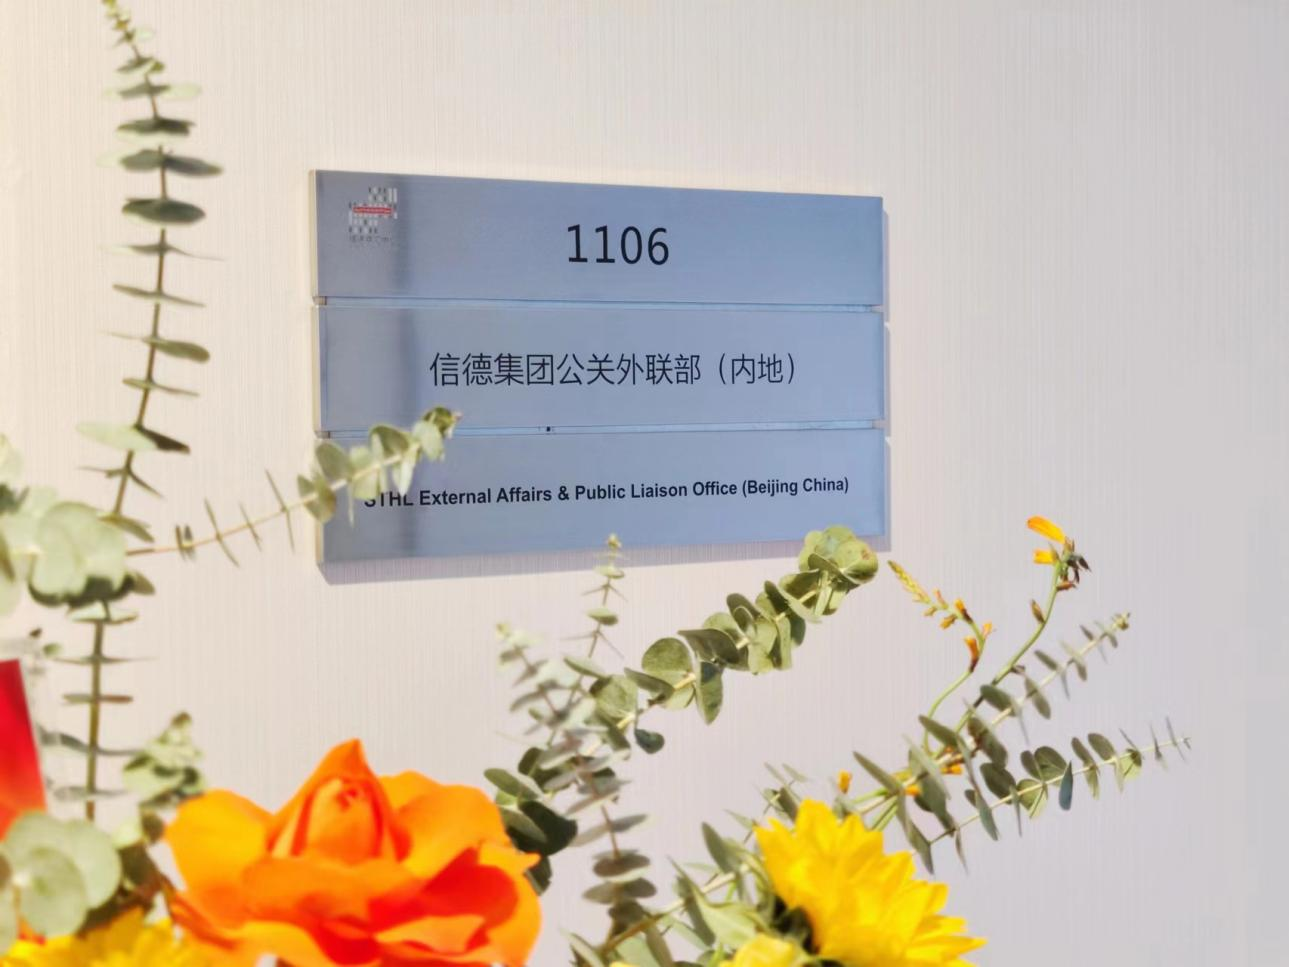 1106
信德集团公关外联部（内地）
STHL External Affairs & Public Liaison Office (Beijing China)